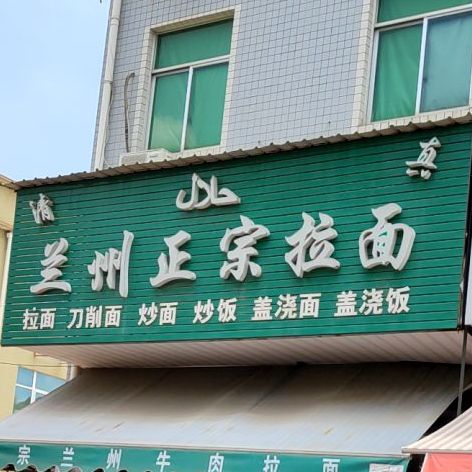 清 真
兰州正宗拉面
拉面 刀削面 炒面 炒饭 盖浇面 盖浇饭
宗兰州牛肉拉面